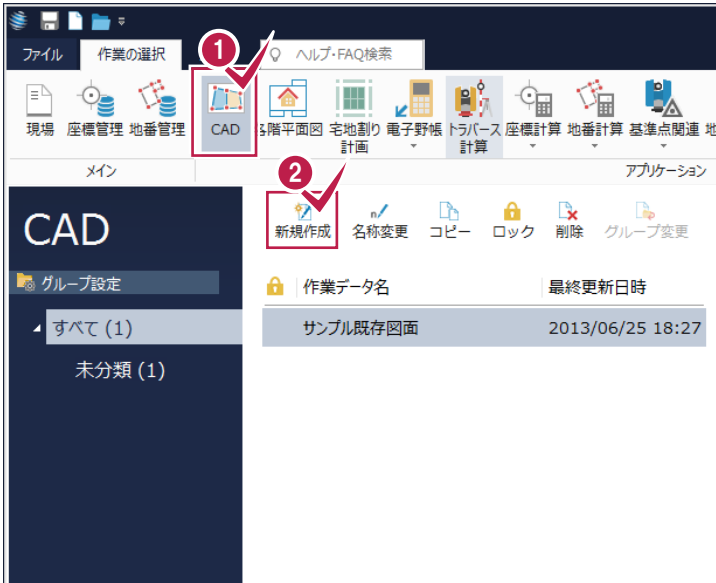 ファイル 作業の選択 ヘルプ・FAQ検索
1
現場 座標管理 地番管理 CAD 各階平面図 宅地割り計画 電子野帳 トラバース計算 座標計算 地番計算 基準点関連 地
メイン アプリケーション
2
CAD
新規作成 名称変更 コピー ロック 削除 グループ変更
グループ設定
作業データ名 最終更新日時
すべて (1)
サンプル既存図面 2013/06/25 18:27
未分類 (1)